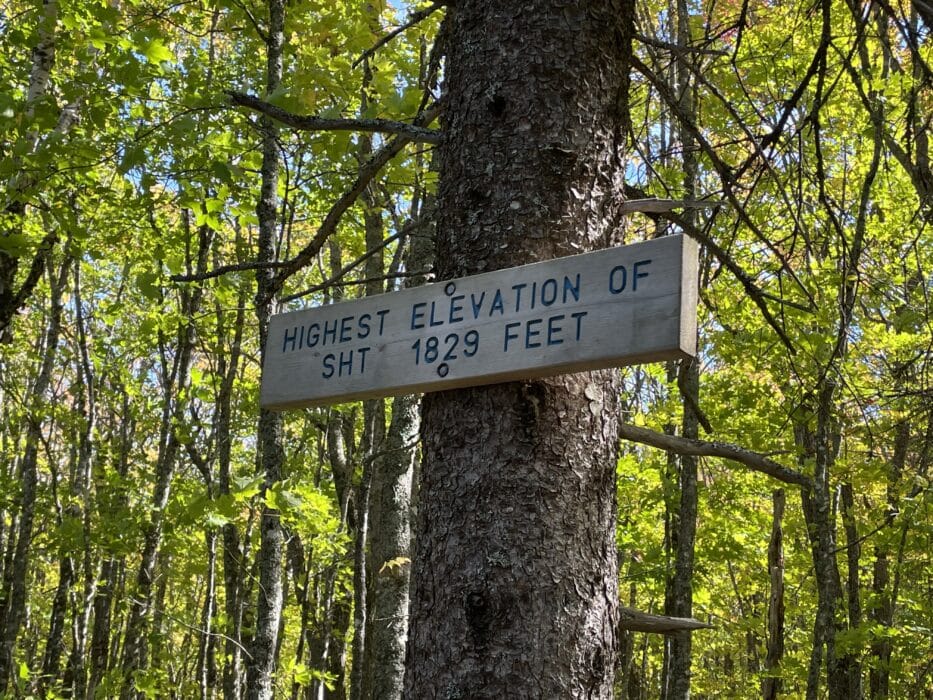 HIGHEST ELEVATION OF
SHT 1829 FEET